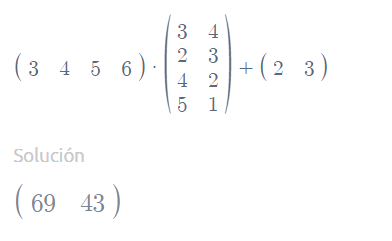 ( 3 4 5 6 ) · ( 3 4
2 3
4 2
5 1 ) + ( 2 3 )
Solución
( 69 43 )